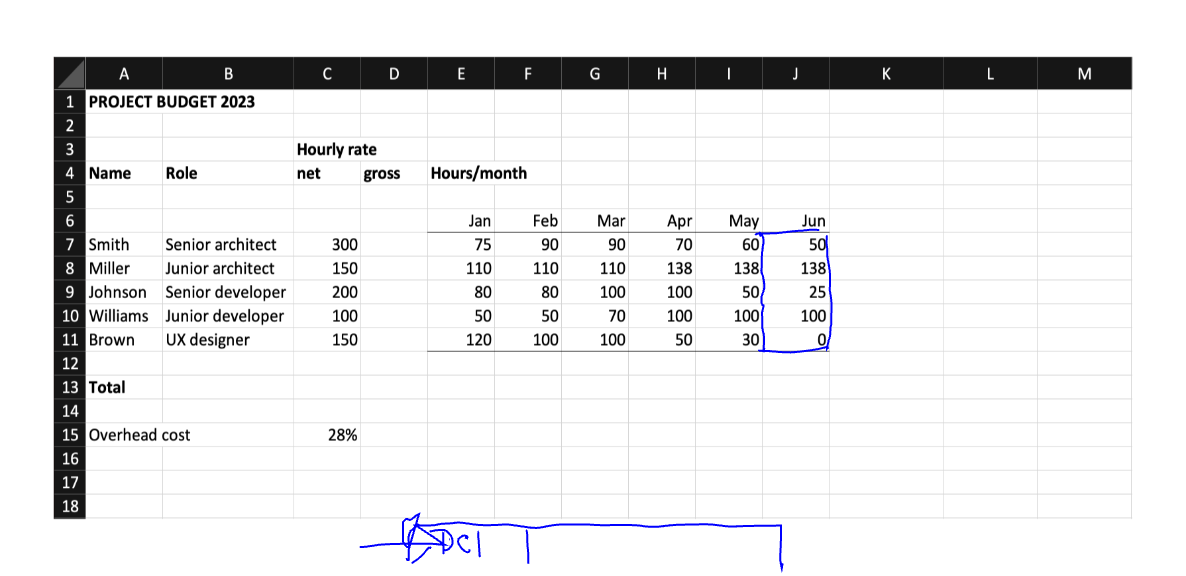 A B C D E F G H I J K L M
1 PROJECT BUDGET 2023
2
3 Hourly rate
4 Name Role net gross Hours/month
5
6 Jan Feb Mar Apr May Jun
7 Smith Senior architect 300 75 90 90 70 60 50
8 Miller Junior architect 150 110 110 110 138 138 138
9 Johnson Senior developer 200 80 80 100 100 50 25
10 Williams Junior developer 100 50 50 70 100 100 100
11 Brown UX designer 150 120 100 100 50 30 0
12
13 Total
14
15 Overhead cost 28%
16
17
18